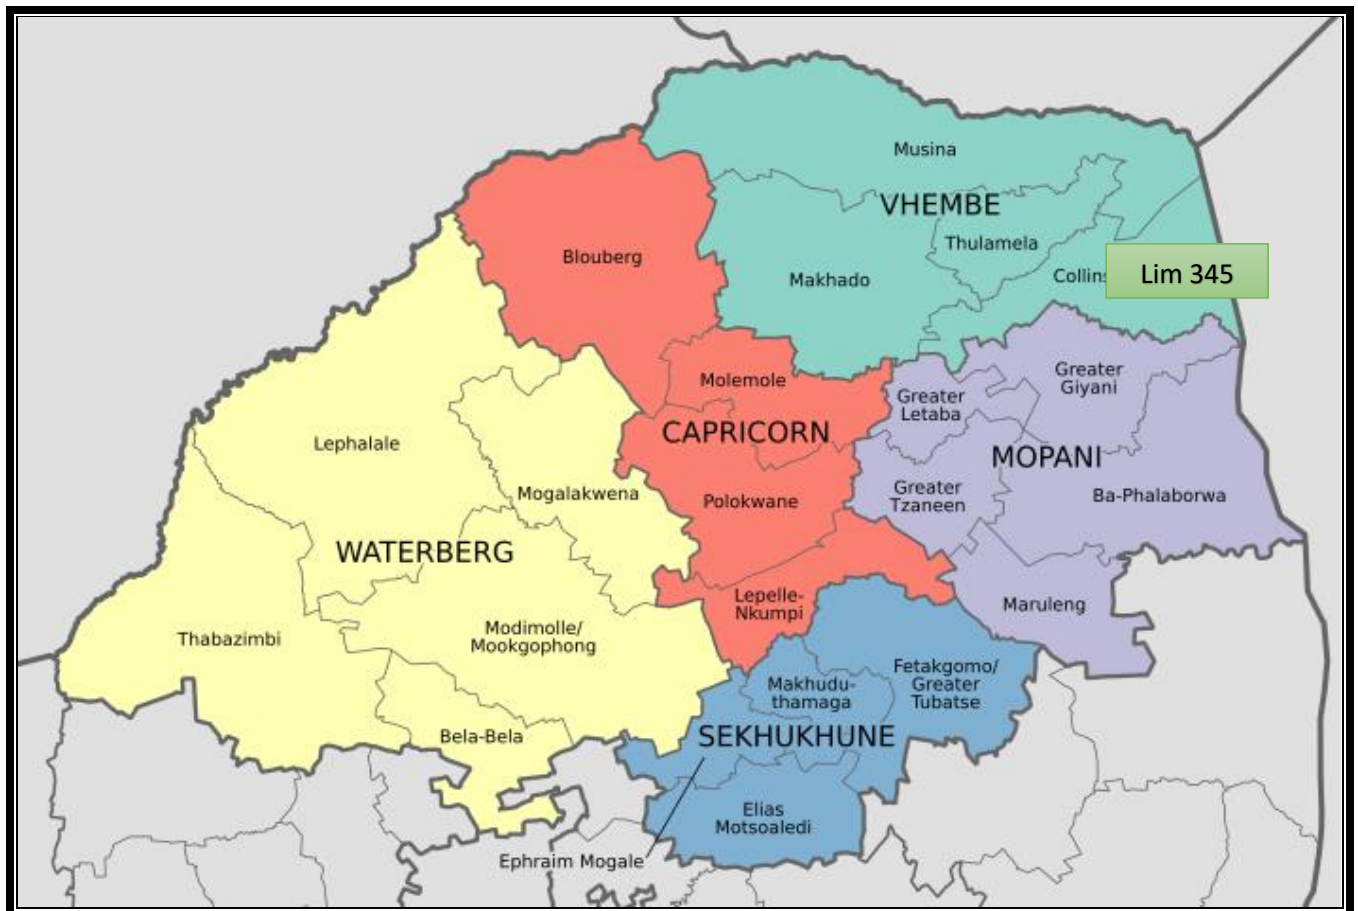 Musina
VHEMBE
Thulamela
Blouberg
Makhado
Collins
Lim 345
Molemole
Greater
Giyani
Greater
Letaba
CAPRICORN
Lephalale
MOPANI
Mogalakwena
Polokwane
Greater
Tzaneen
Ba-Phalaborwa
WATERBERG
Lepelle-
Nkumpi
Maruleng
Thabazimbi
Modimolle/
Mookgophong
Makhudu-
thamaga
Fetakgomo/
Greater
Tubatse
Bela-Bela
SEKHUKHUNE
Elias
Motsoaledi
Ephraim Mogale